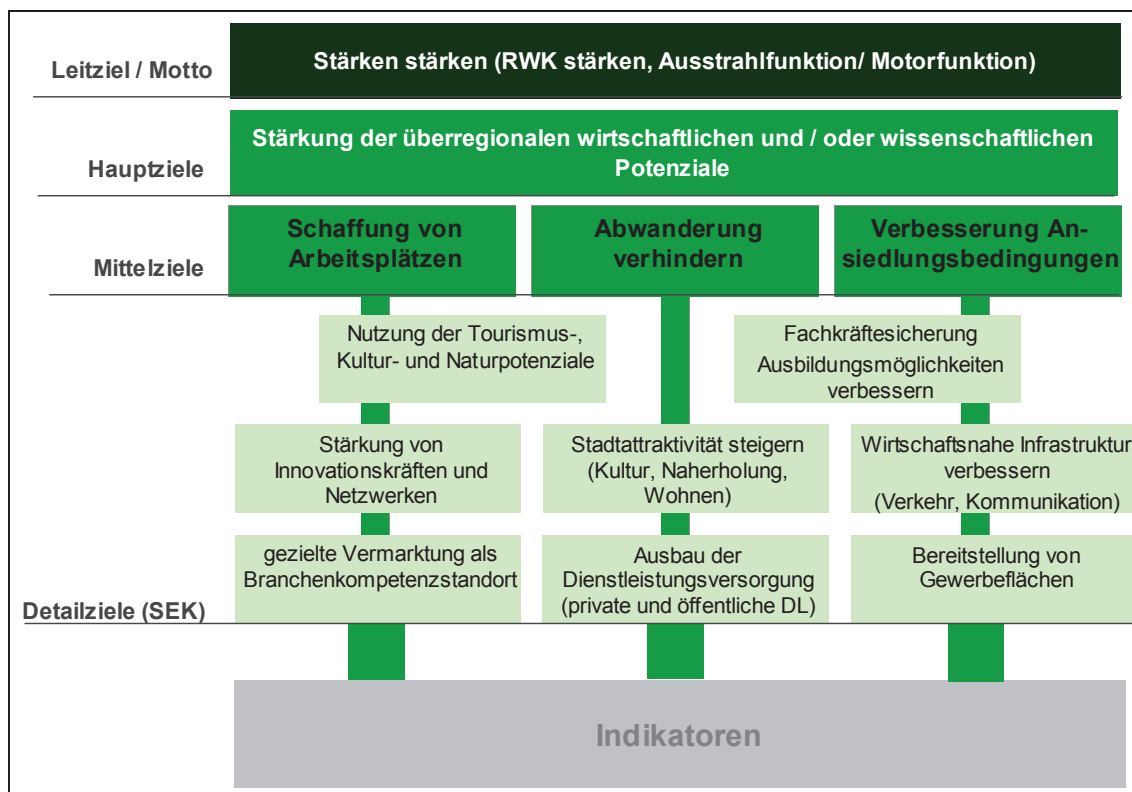 Leitziel / Motto
Stärken stärken (RWK stärken, Ausstrahlfunktion/ Motorfunktion)
Hauptziele
Stärkung der überregionalen wirtschaftlichen und / oder wissenschaftlichen
Potenziale
Mittelziele
Schaffung von
Arbeitsplätzen
Abwanderung
verhindern
Verbesserung An-
siedlungsbedingungen
Nutzung der Tourismus-,
Kultur- und Naturpotenziale
Fachkräftesicherung
Ausbildungsmöglichkeiten
verbessern
Stärkung von
Innovationskräften und
Netzwerken
Stadtattraktivität steigern
(Kultur, Naherholung,
Wohnen)
Wirtschaftsnahe Infrastruktur
verbessern
(Verkehr, Kommunikation)
Detailziele (SEK)
gezielte Vermarktung als
Branchenkompetenzstandort
Ausbau der
Dienstleistungsversorgung
(private und öffentliche DL)
Bereitstellung von
Gewerbeflächen
Indikatoren